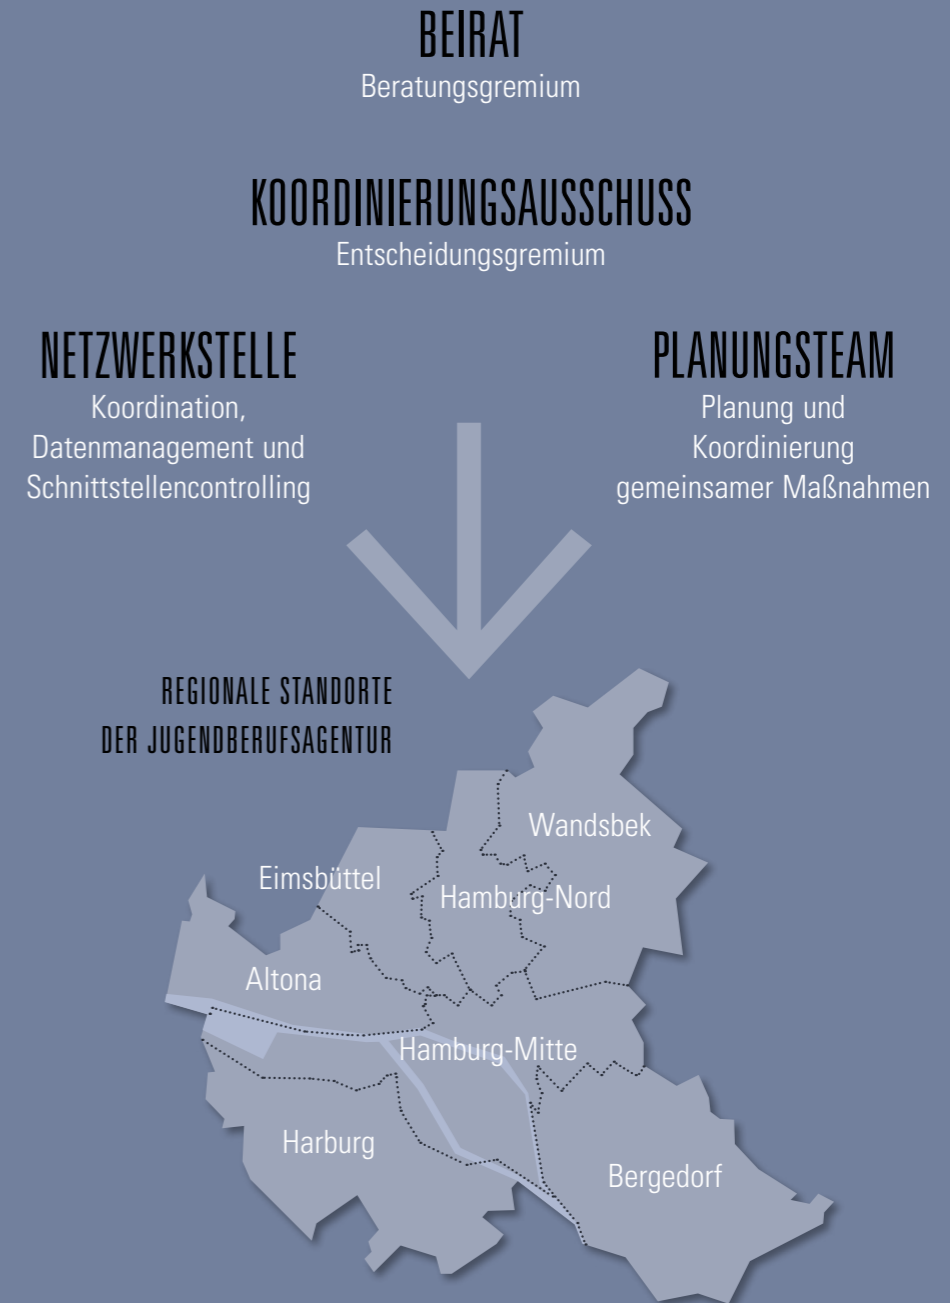 BEIRAT
Beratungsgremium
KOORDINIERUNGSAUSSCHUSS
Entscheidungsgremium
NETZWERKSTELLE
Koordination,
Datenmanagement und
Schnittstellencontrolling
PLANUNGSTEAM
Planung und
Koordinierung
gemeinsamer Maßnahmen
REGIONALE STANDORTE
DER JUGENDBERUFSAGENTUR
Wandsbek
Eimsbüttel
Hamburg-Nord
Altona
Hamburg-Mitte
Harburg
Bergedorf